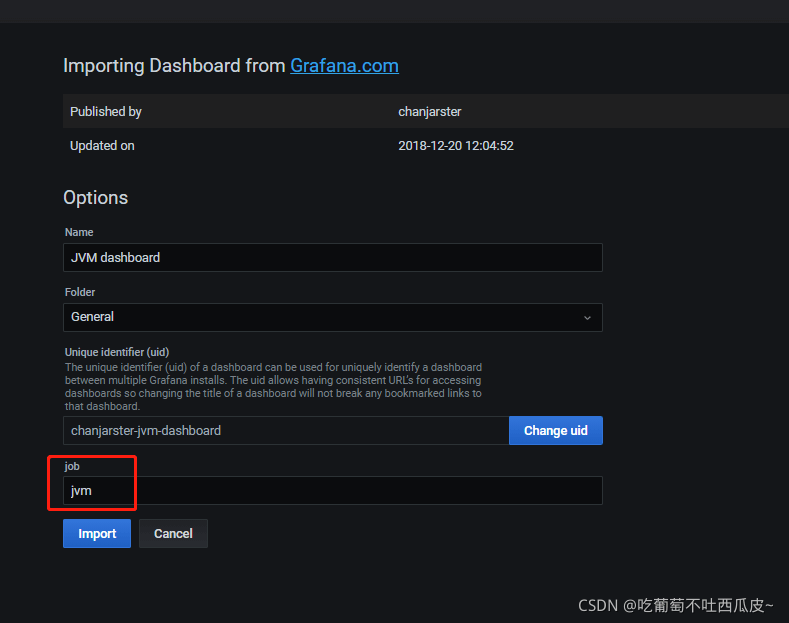 Importing Dashboard from Grafana.com
Published by chanjarster
Updated on 2018-12-20 12:04:52
Options
Name
JVM dashboard
Folder
General
Unique identifier (uid)
The unique identifier (uid) of a dashboard can be used for uniquely identify a dashboard
between multiple Grafana installs. The uid allows having consistent URL's for accessing
dashboards so changing the title of a dashboard will not break any bookmarked links to
that dashboard.
chanjarster-jvm-dashboard Change uid
job
jvm
Import Cancel
CSDN @吃葡萄不吐西瓜皮~